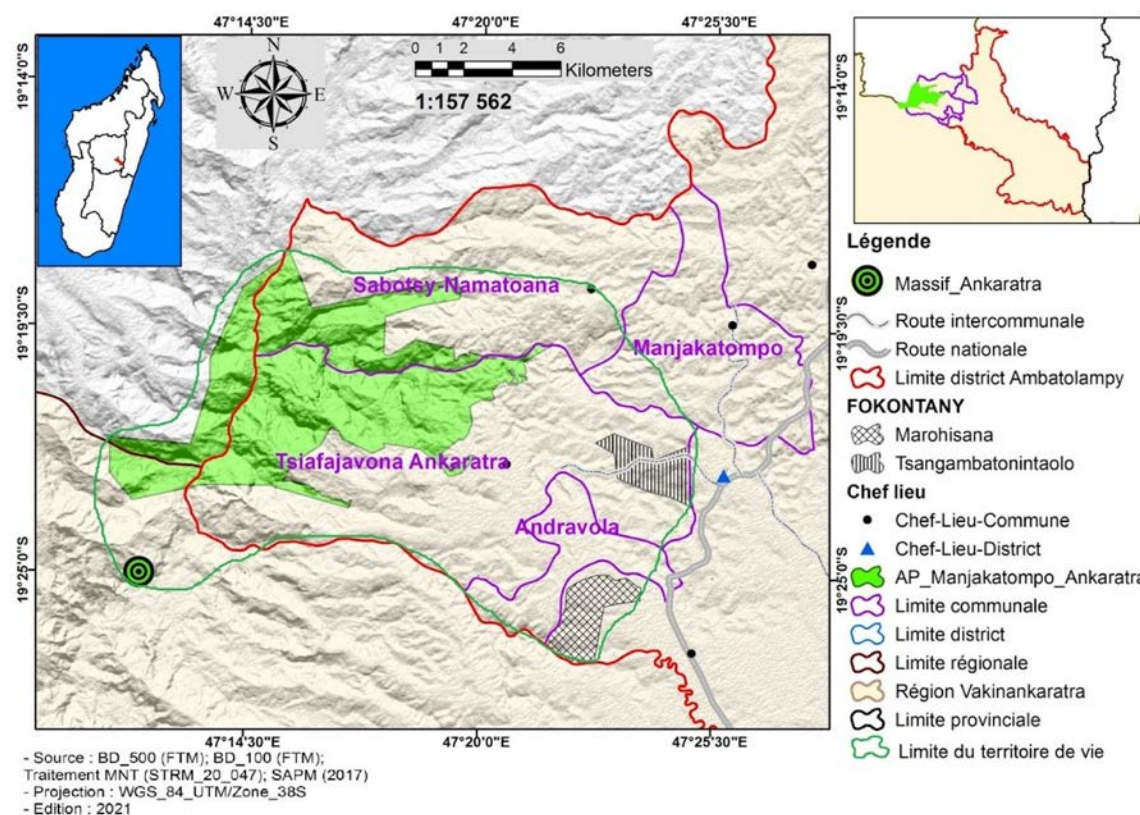 47°14'30"E 47°20'0"E 47°25'30"E
N
W E
S
0 1 2 4 6
Kilometers
1:157 562
19°14'0"S
19°14'0"S
Sabotsy-Namatoana
19°19'30"S
19°19'30"S
Manjakatompo
Tsiafajavona Ankaratra
Andravola
19°25'0"S
19°25'0"S
47°14'30"E 47°20'0"E 47°25'30"E
Légende
Massif_Ankaratra
Route intercommunale
Route nationale
Limite district Ambatolampy
FOKONTANY
Marohisana
Tsangambatonintaolo
Chef lieu
Chef-Lieu-Commune
Chef-Lieu-District
AP_Manjakatompo_Ankaratra
Limite communale
Limite district
Limite régionale
Région Vakinankaratra
Limite provinciale
Limite du territoire de vie
- Source : BD_500 (FTM); BD_100 (FTM);
Traitement MNT (STRM_20_047); SAPM (2017)
- Projection : WGS_84_UTM/Zone_38S
- Edition : 2021